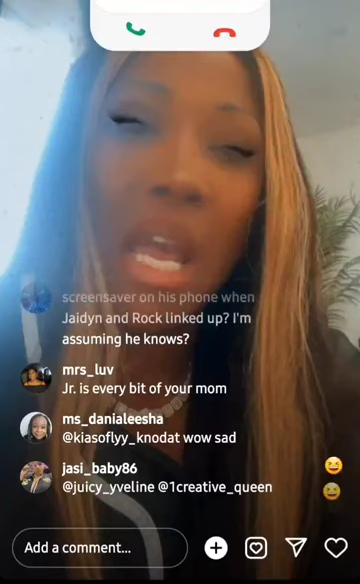 screensaver on his phone when
Jaidyn and Rock linked up? I'm
assuming he knows?
mrs_luv
Jr. is every bit of your mom
ms_danialeesha
@kiasoflyy_knodat wow sad
jasi_baby86
@juicy_yveline @1creative_queen
Add a comment...